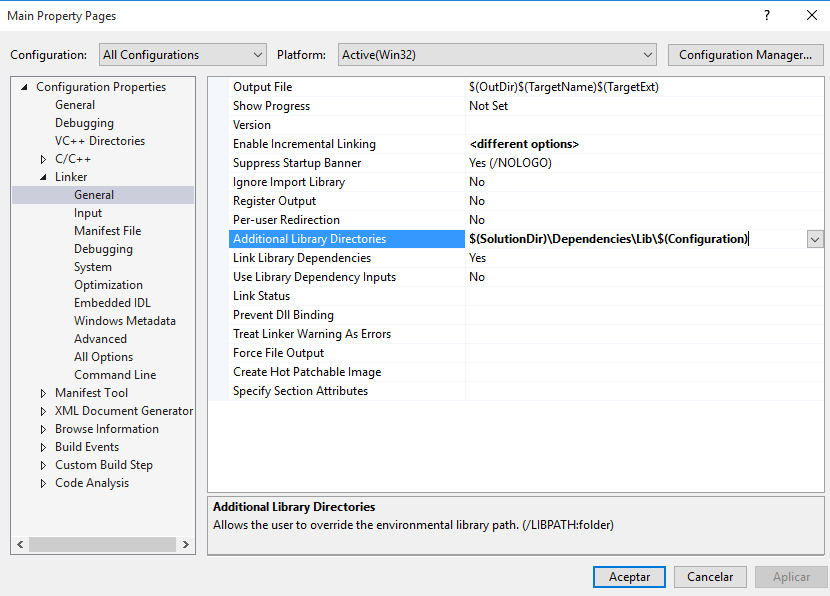 Main Property Pages
?
Configuration: All Configurations Platform: Active(Win32) Configuration Manager...
Configuration Properties
General
Debugging
VC++ Directories
C/C++
Linker
General
Input
Manifest File
Debugging
System
Optimization
Embedded IDL
Windows Metadata
Advanced
All Options
Command Line
Manifest Tool
XML Document Generator
Browse Information
Build Events
Custom Build Step
Code Analysis
Output File $(OutDir)$(TargetName)$(TargetExt)
Show Progress Not Set
Version
Enable Incremental Linking <different options>
Suppress Startup Banner Yes (/NOLOGO)
Ignore Import Library No
Register Output No
Per-user Redirection No
Additional Library Directories $(SolutionDir)\Dependencies\Lib\$(Configuration)
Link Library Dependencies Yes
Use Library Dependency Inputs No
Link Status
Prevent Dll Binding
Treat Linker Warning As Errors
Force File Output
Create Hot Patchable Image
Specify Section Attributes
Additional Library Directories
Allows the user to override the environmental library path. (/LIBPATH:folder)
Aceptar Cancelar Aplicar